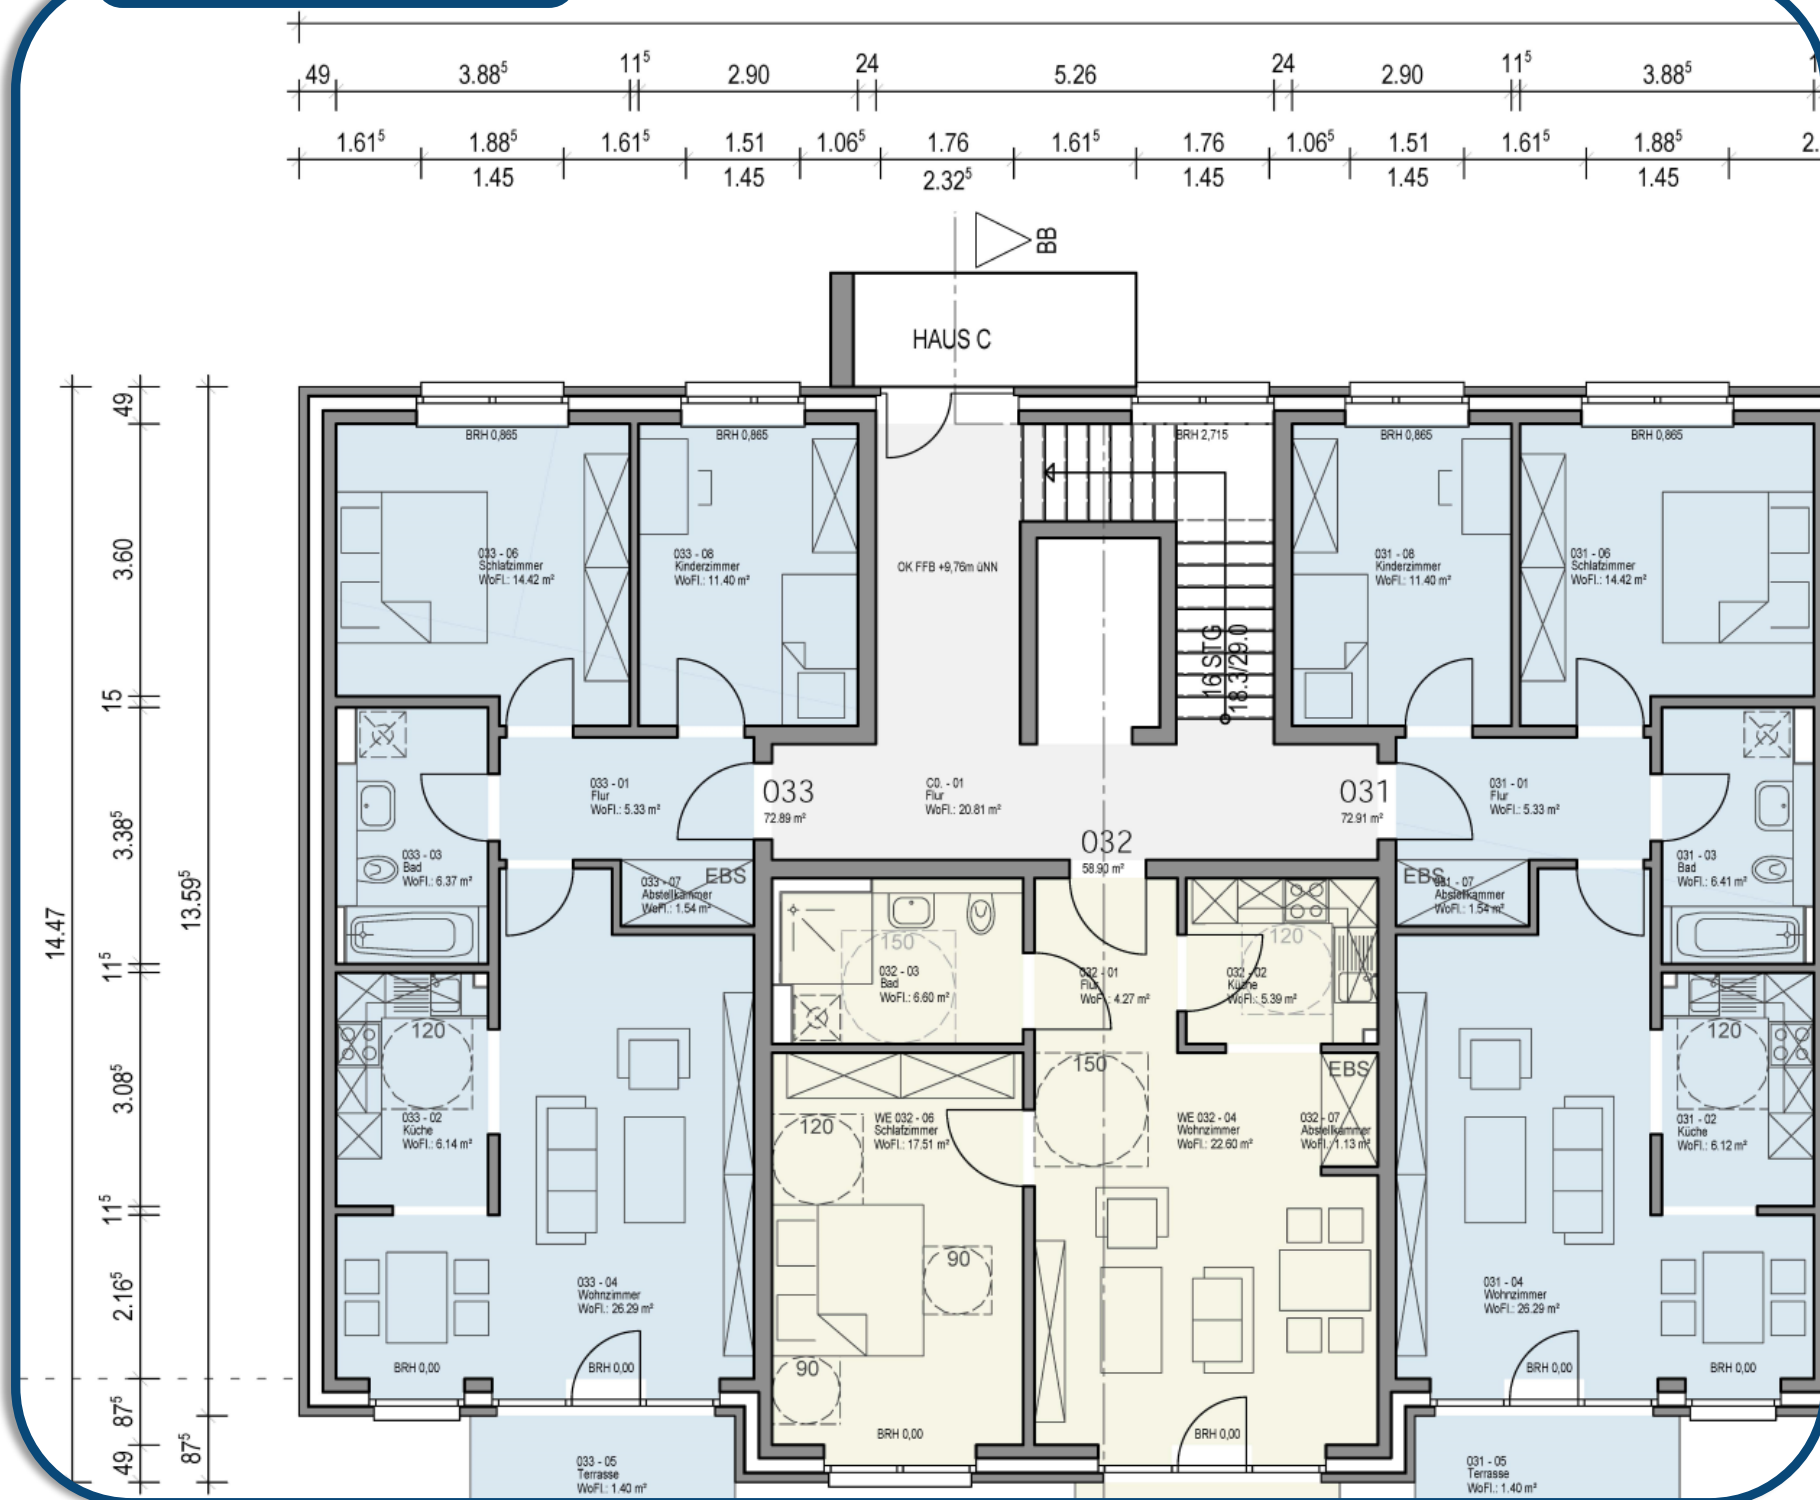 49 3.88⁵ 11⁵ 2.90 24 5.26 24 2.90 11⁵ 3.88⁵
1.61⁵ 1.88⁵ 1.61⁵ 1.51 1.06⁵ 1.76 1.61⁵ 1.76 1.06⁵ 1.51 1.61⁵ 1.88⁵
1.45 1.45 2.32⁵ 1.45 1.45 1.45
BB
HAUS C
14.47
49
3.60
15
3.38⁵
11⁵
3.08⁵
11⁵
2.16⁵
87⁵
49
13.59⁵
87⁵
BRH 0,865
BRH 0,865
BRH 2,715
BRH 0,865
BRH 0,865
033 - 06
Schlafzimmer
WoFl.: 14.42 m²
033 - 08
Kinderzimmer
WoFl.: 11.40 m²
OK FFB +9,76m üNN
16 STG
18.3/29.0
031 - 08
Kinderzimmer
WoFl.: 11.40 m²
031 - 06
Schlafzimmer
WoFl.: 14.42 m²
033 - 01
Flur
WoFl.: 5.33 m²
033
72.89 m²
C0. - 01
Flur
WoFl.: 20.81 m²
031
72.91 m²
031 - 01
Flur
WoFl.: 5.33 m²
032
58.90 m²
033 - 03
Bad
WoFl.: 6.37 m²
EBS
033 - 07
Abstellkammer
WoFl.: 1.54 m²
EBS
031 - 07
Abstellkammer
WoFl.: 1.54 m²
031 - 03
Bad
WoFl.: 6.41 m²
150
032 - 03
Bad
WoFl.: 6.60 m²
032 - 01
Flur
WoFl.: 4.27 m²
120
032 - 02
Küche
WoFl.: 5.39 m²
120
033 - 02
Küche
WoFl.: 6.14 m²
120
WE 032 - 06
Schlafzimmer
WoFl.: 17.51 m²
150
WE 032 - 04
Wohnzimmer
WoFl.: 22.60 m²
EBS
032 - 07
Abstellkammer
WoFl.: 1.13 m²
120
031 - 02
Küche
WoFl.: 6.12 m²
90
90
033 - 04
Wohnzimmer
WoFl.: 26.29 m²
031 - 04
Wohnzimmer
WoFl.: 26.29 m²
BRH 0,00
BRH 0,00
BRH 0,00
BRH 0,00
BRH 0,00
BRH 0,00
033 - 05
Terrasse
WoFl.: 1.40 m²
031 - 05
Terrasse
WoFl.: 1.40 m²